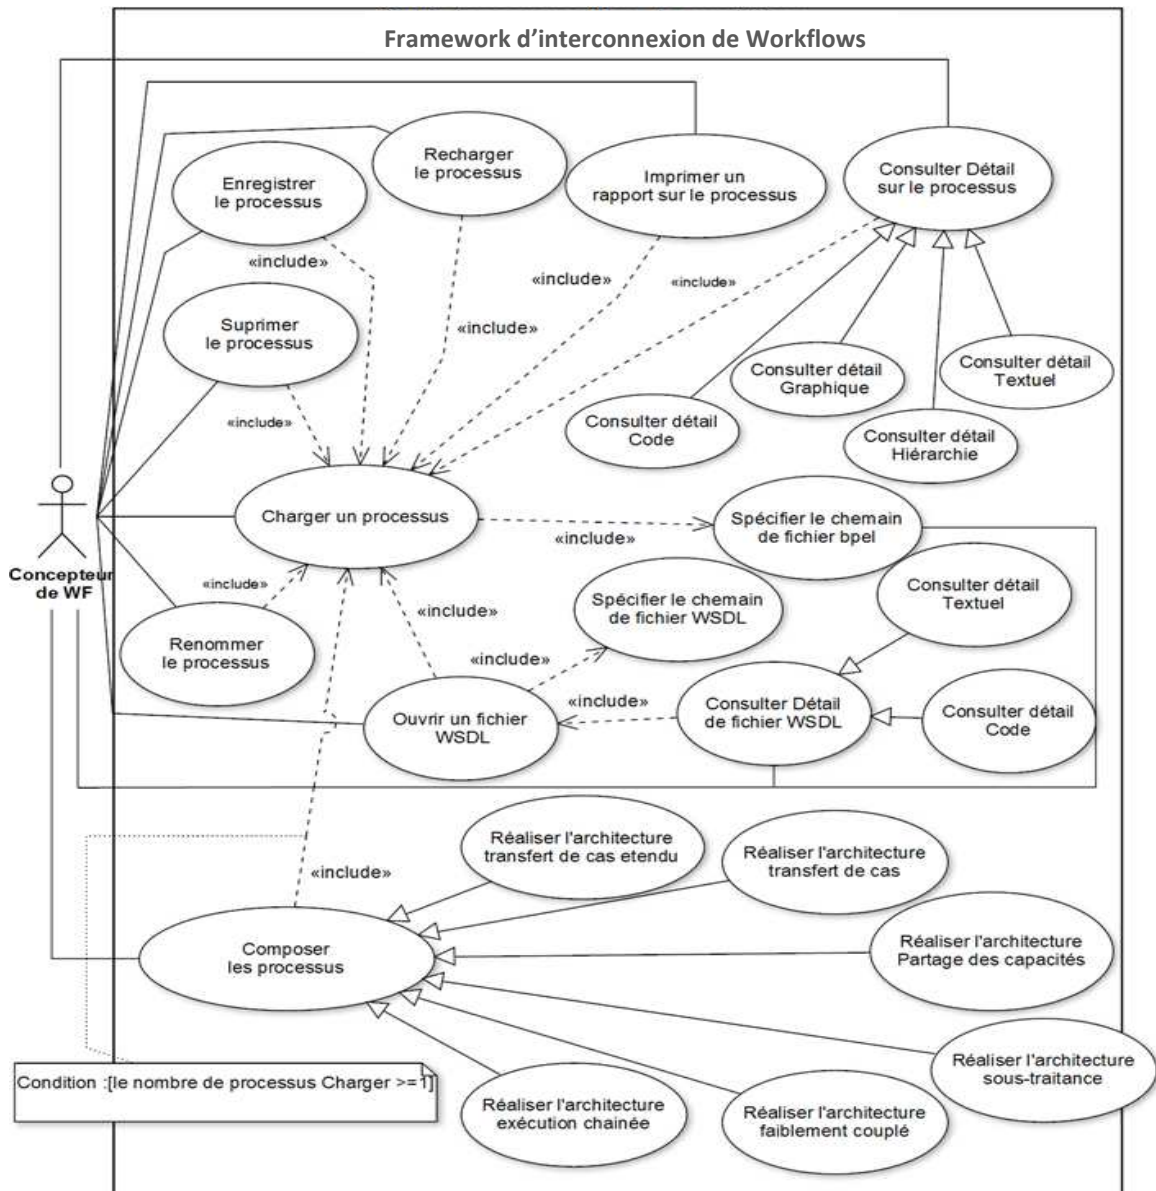 Framework d'interconnexion de Workflows
Recharger
le processus
Enregistrer
le processus
Imprimer un
rapport sur le processus
Consulter Détail
sur le processus
«include»
«include»
«include»
«include»
Suprimer
le processus
«include»
Consulter détail
Graphique
Consulter détail
Textuel
Consulter détail
Code
Consulter détail
Hiérarchie
Concepteur
de WF
Charger un processus
«include»
Spécifier le chemain
de fichier bpel
«include»
Renommer
le processus
«include»
Spécifier le chemain
de fichier WSDL
Consulter détail
Textuel
«include»
Ouvrir un fichier
WSDL
«include»
Consulter Détail
de fichier WSDL
Consulter détail
Code
Réaliser l'architecture
transfert de cas etendu
Réaliser l'architecture
transfert de cas
«include»
Composer
les processus
Réaliser l'architecture
Partage des capacités
Réaliser l'architecture
sous-traitance
Condition :[le nombre de processus Charger >=1]
Réaliser l'architecture
exécution chainée
Réaliser l'architecture
faiblement couplé